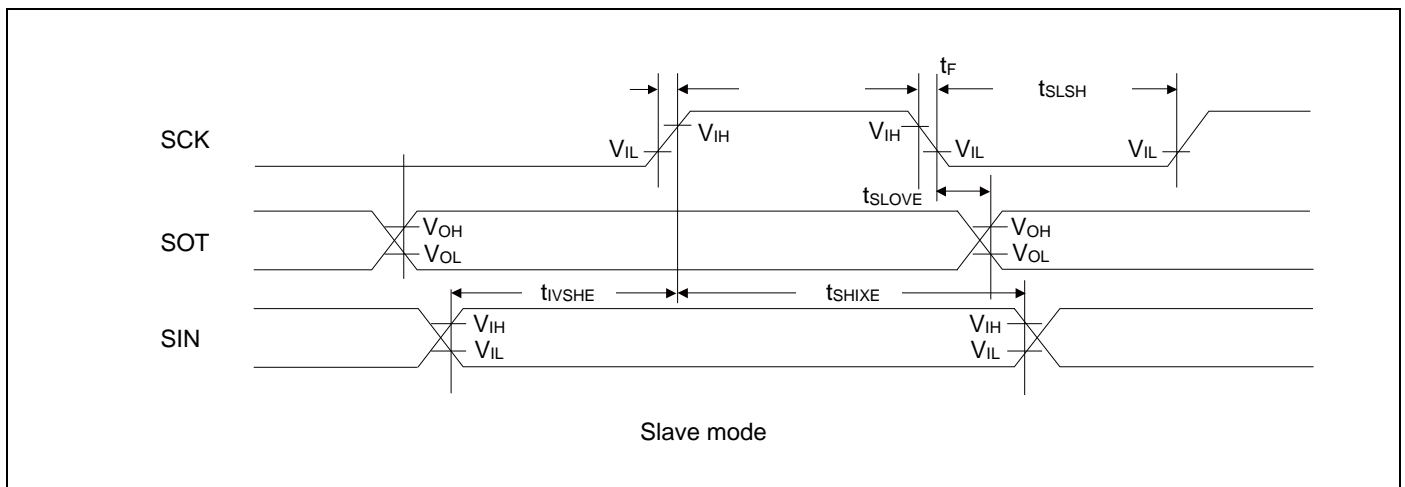 tF
tSLSH
SCK
VIH
VIH
VIL
VIL
VIL
tSLOVE
SOT
VOH
VOH
VOL
VOL
tIVSHE
tSHIXE
SIN
VIH
VIH
VIL
VIL
Slave mode